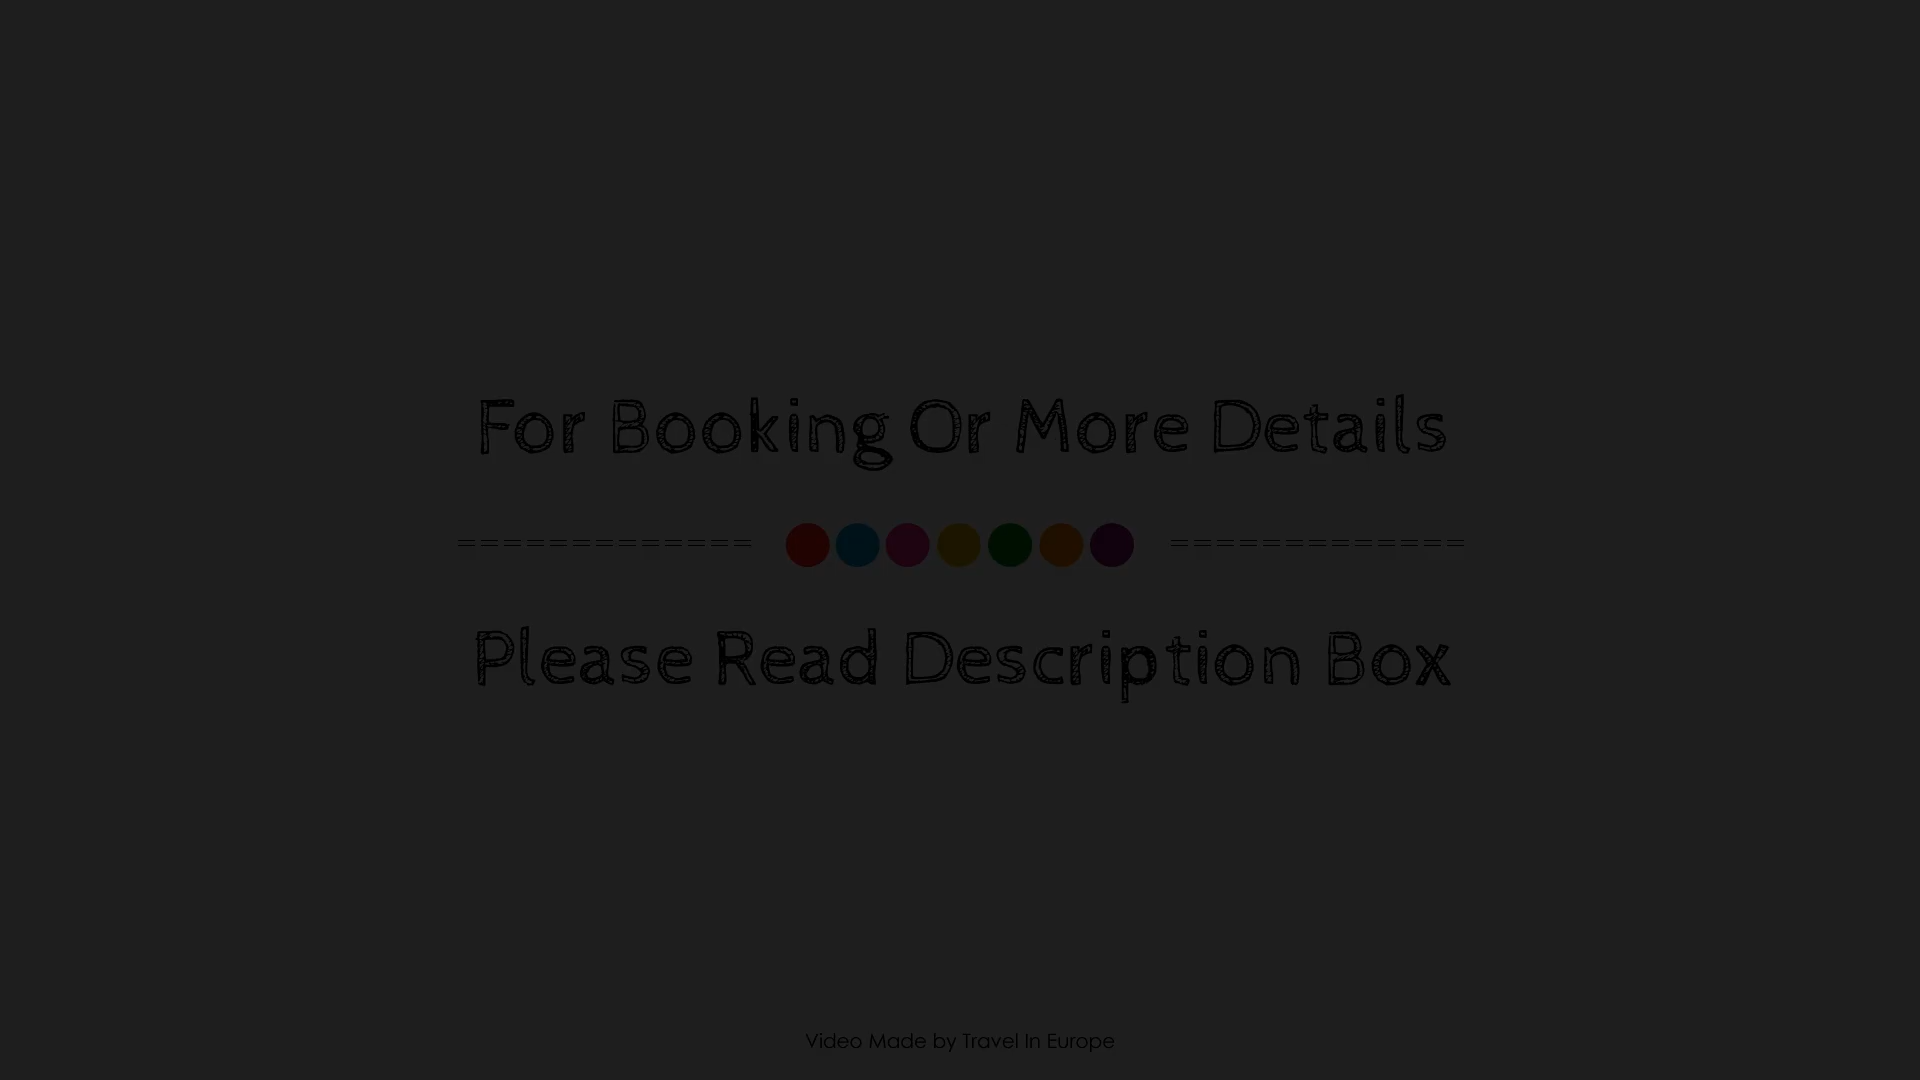 For Booking Or More Details
============= =============
Please Read Description Box
Video Made by Travel In Europe